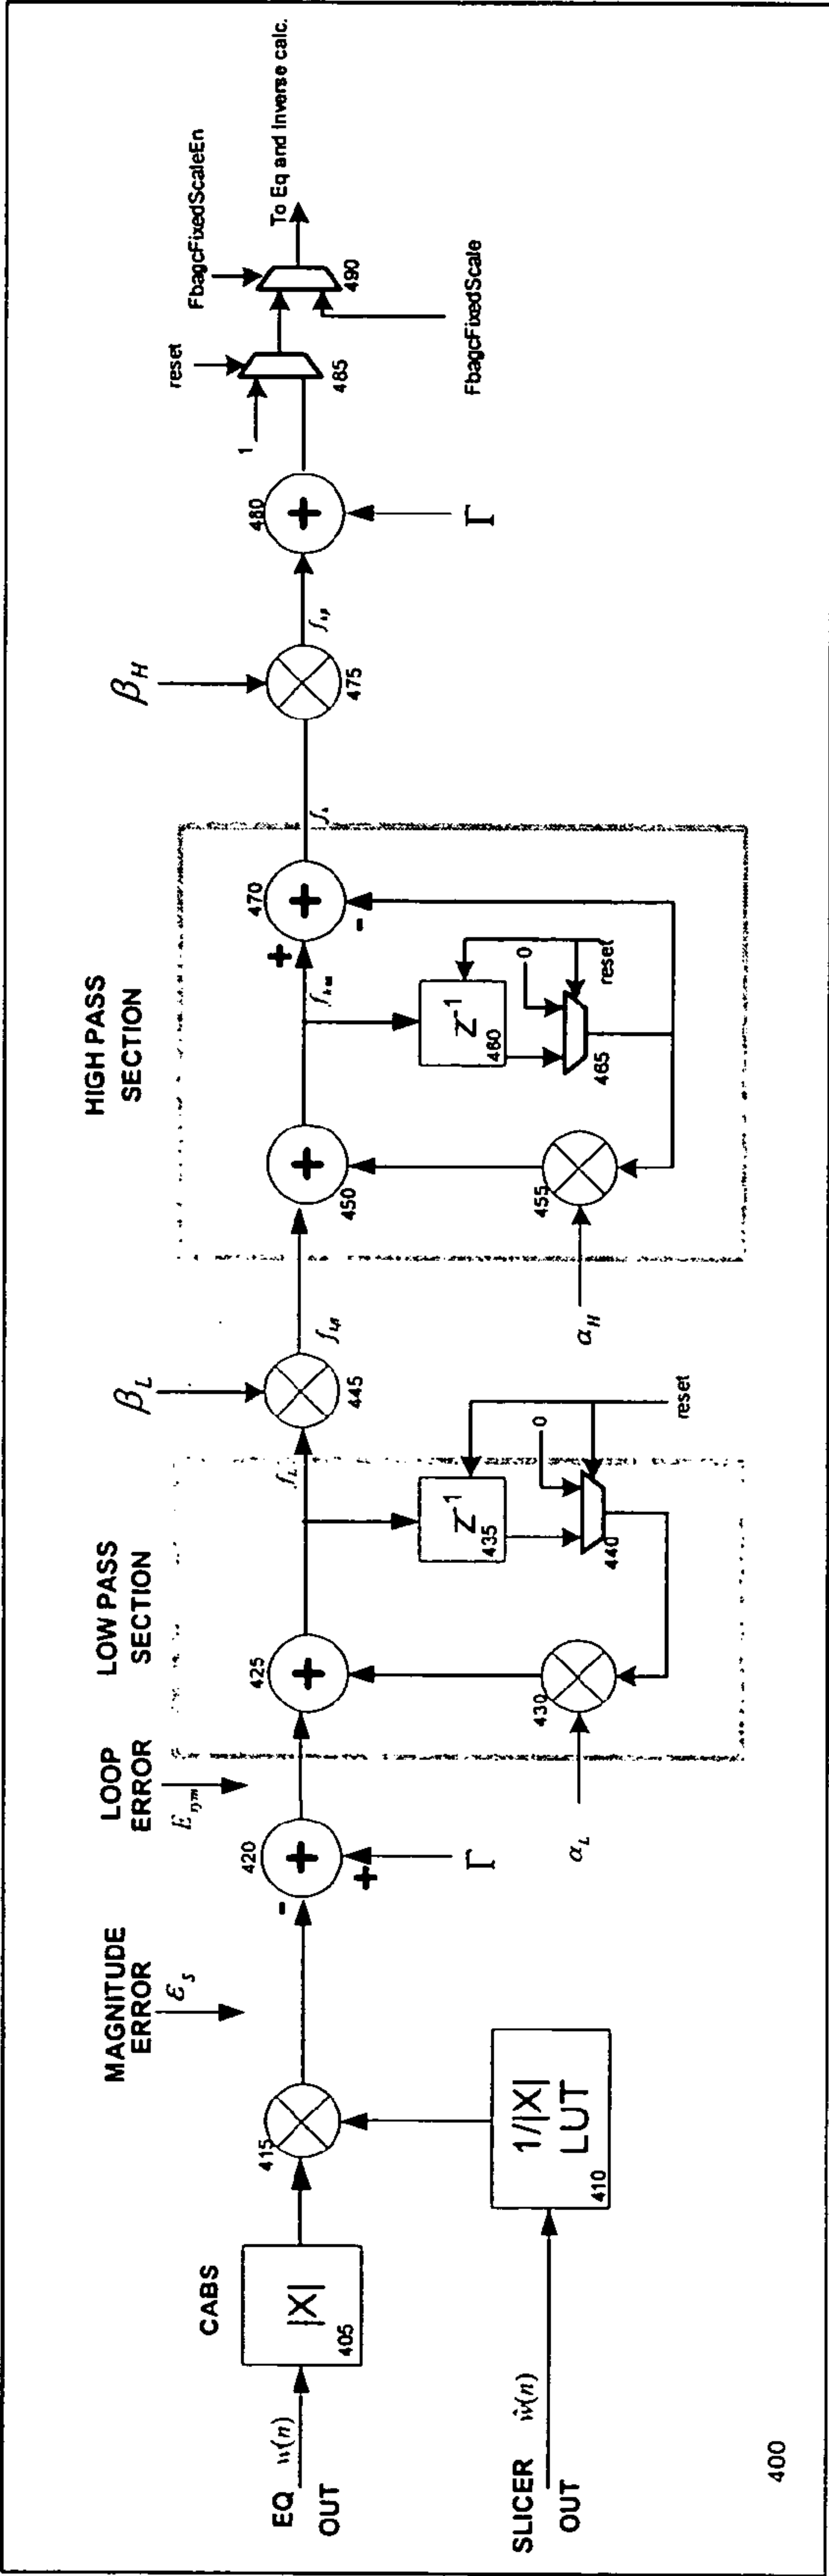 EQ
OUT
w(n)
SLICER
OUT
ŵ(n)
CABS
|X|
405
1/|X|
LUT
410
415
MAGNITUDE
ERROR
ε_S
-
+
420
+
Γ
LOOP
ERROR
E_sym
LOW PASS
SECTION
+
425
430
α_L
Z⁻¹
435
0
440
reset
f_L
β_L
445
f_Lβ
HIGH PASS
SECTION
+
450
455
α_H
Z⁻¹
460
0
465
reset
+
+
470
-
β_H
475
+
480
Γ
1
reset
485
FbagcFixedScaleEn
490
FbagcFixedScale
To Eq and Inverse calc.
400